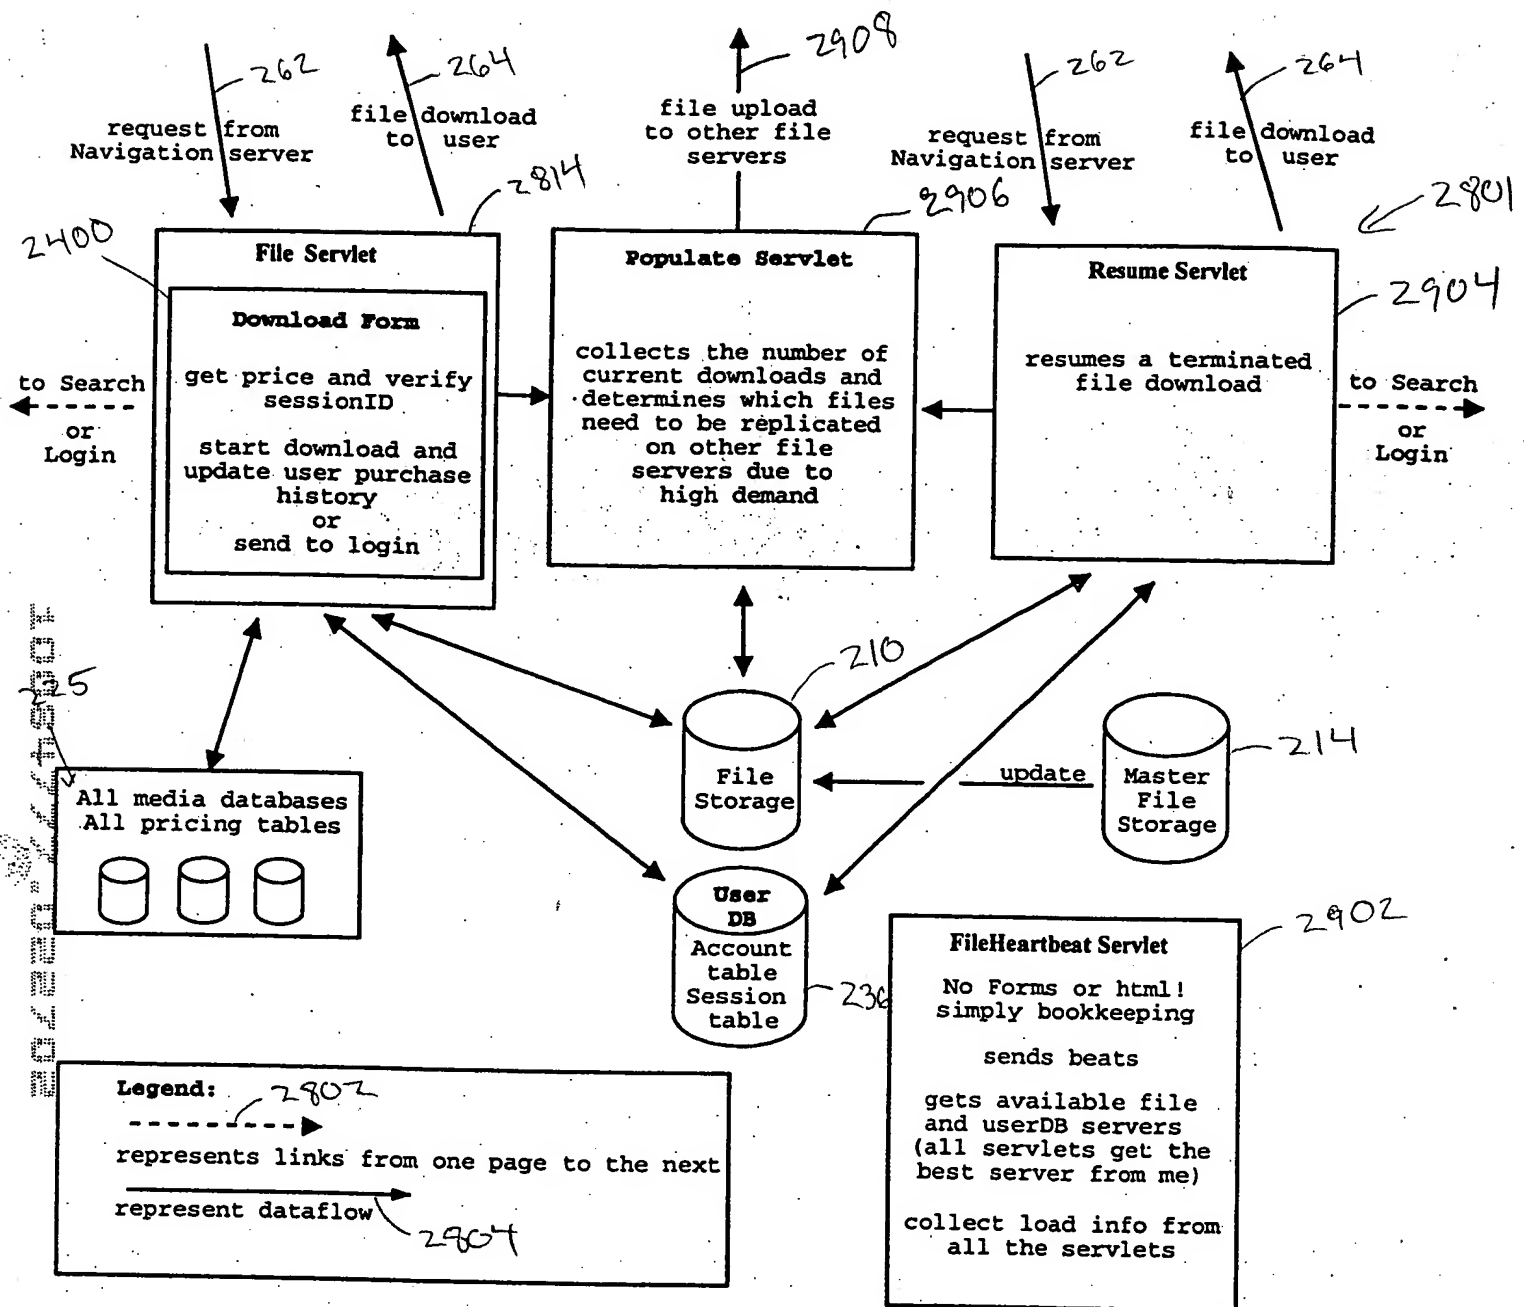 262
264
2908
262
264
request from
Navigation server
file download
to user
file upload
to other file
servers
request from
Navigation server
file download
to user
2814
2906
2801
2400
File Servlet
Download Form
get price and verify
sessionID
start download and
update user purchase
history
or
send to login
Populate Servlet
collects the number of
current downloads and
determines which files
need to be replicated
on other file
servers due to
high demand
Resume Servlet
resumes a terminated
file download
2904
to Search
or
Login
to Search
or
Login
225
All media databases
All pricing tables
210
File
Storage
update
Master
File
Storage
214
User
DB
Account
table
Session
table
236
2902
FileHeartbeat Servlet
No Forms or html!
simply bookkeeping
sends beats
gets available file
and userDB servers
(all servlets get the
best server from me)
collect load info from
all the servlets
Legend:
2802
represents links from one page to the next
represent dataflow
2804